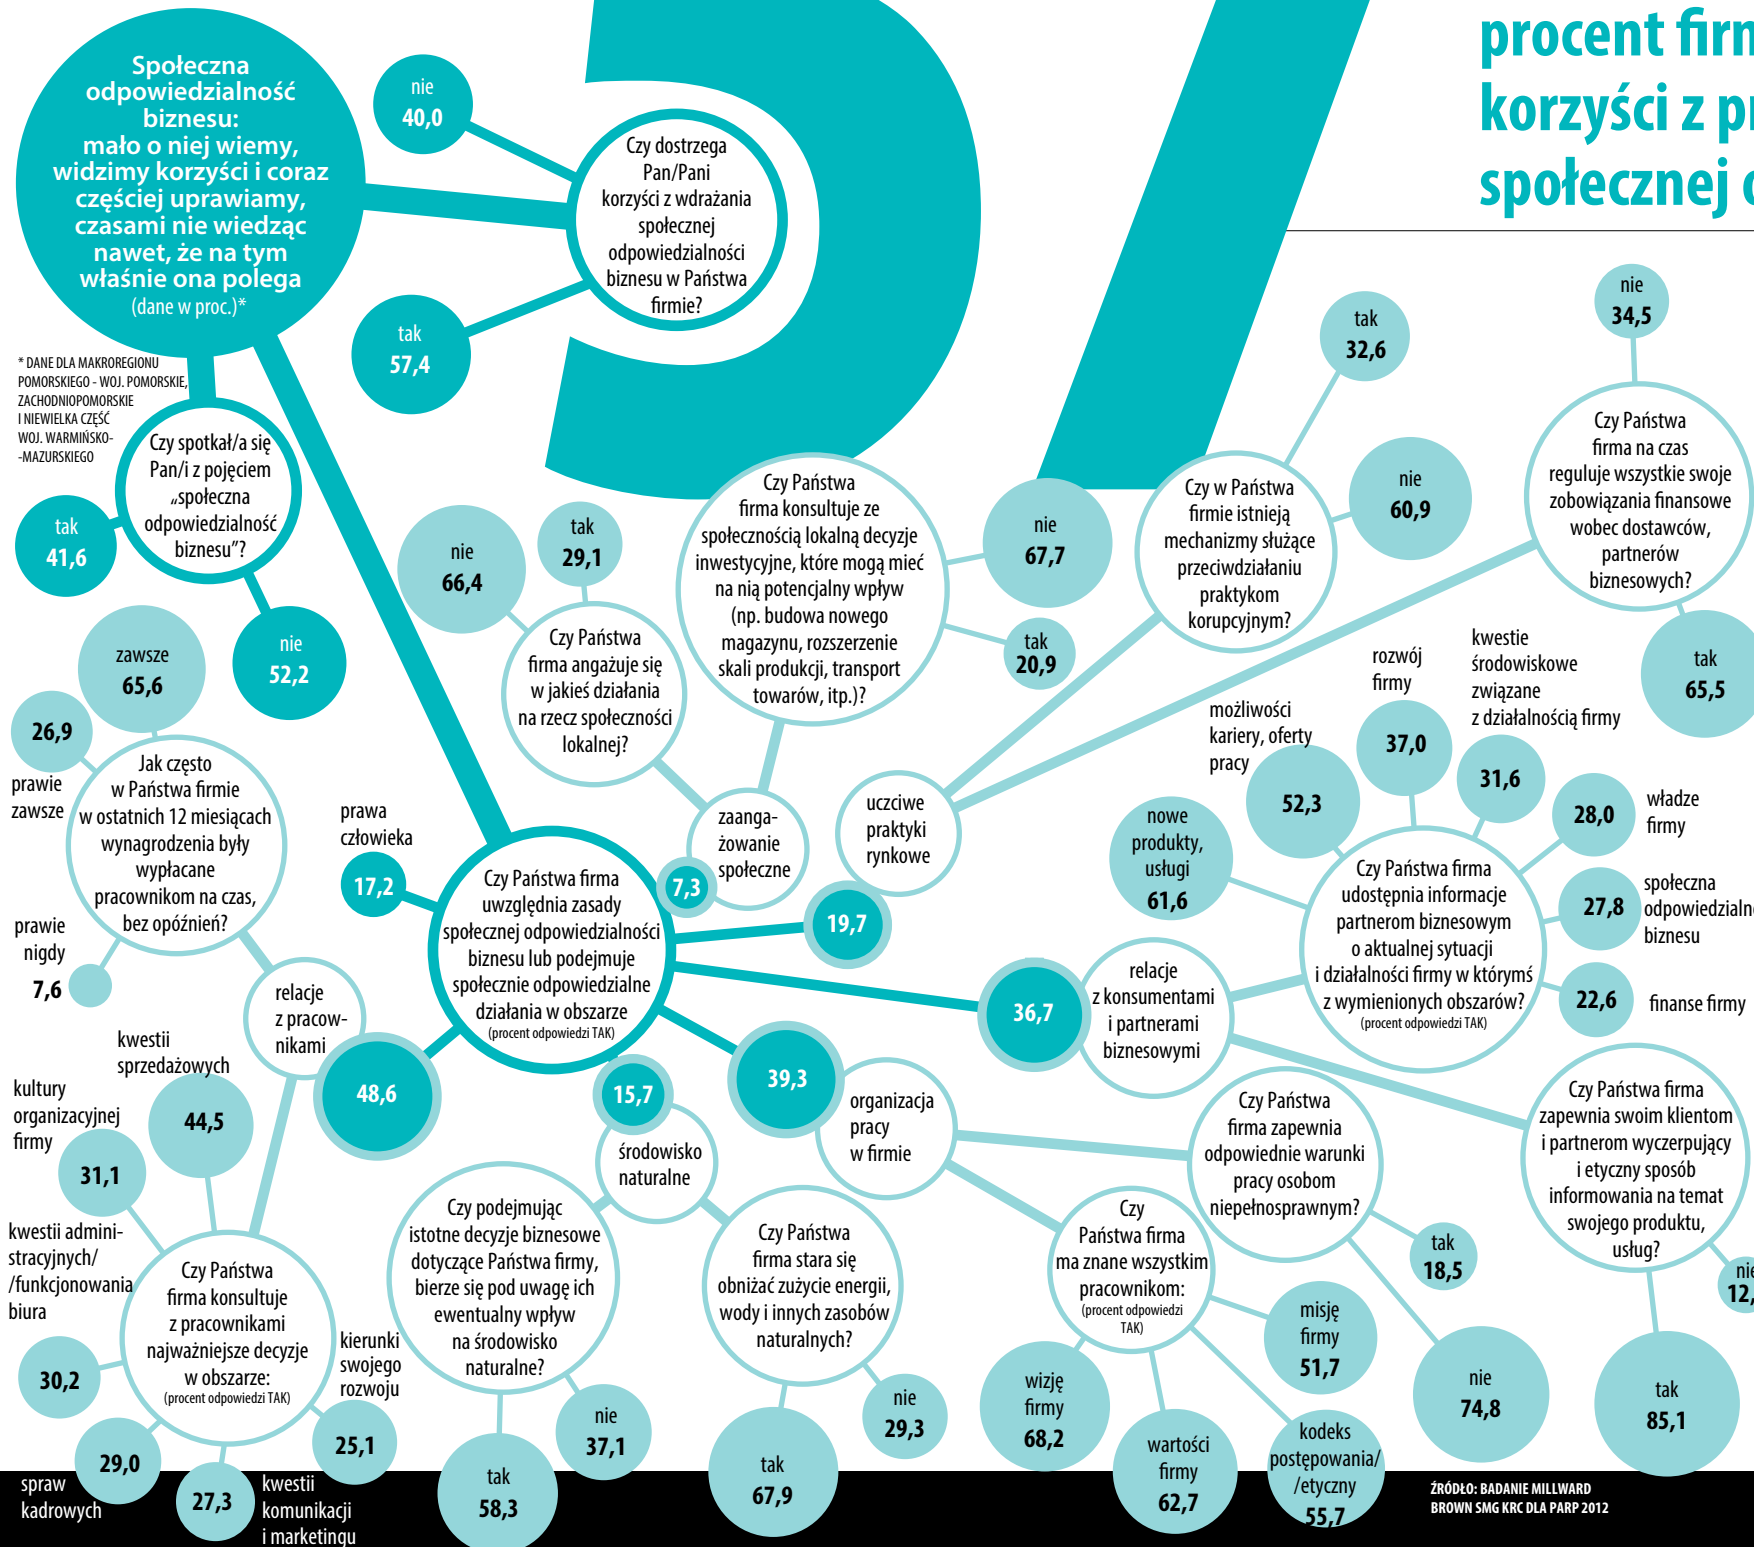 procent firm
korzyści z pr
społecznej o
Społeczna
odpowiedzialność
biznesu:
mało o niej wiemy,
widzimy korzyści i coraz
częściej uprawiamy,
czasami nie wiedząc
nawet, że na tym
właśnie ona polega
(dane w proc.)*
* DANE DLA MAKROREGIONU
POMORSKIEGO - WOJ. POMORSKIE,
ZACHODNIOPOMORSKIE
I NIEWIELKA CZĘŚĆ
WOJ. WARMIŃSKO-
-MAZURSKIEGO
Czy dostrzega
Pan/Pani
korzyści z wdrażania
społecznej
odpowiedzialności
biznesu w Państwa
firmie?
nie
40,0
tak
57,4
Czy spotkał/a się
Pan/i z pojęciem
„społeczna
odpowiedzialność
biznesu”?
tak
41,6
nie
52,2
Czy Państwa firma
uwzględnia zasady
społecznej odpowiedzialności
biznesu lub podejmuje
społecznie odpowiedzialne
działania w obszarze
(procent odpowiedzi TAK)
prawa
człowieka
17,2
7,3
zaanga-
żowanie
społeczne
Czy Państwa
firma angażuje się
w jakieś działania
na rzecz społeczności
lokalnej?
nie
66,4
tak
29,1
Czy Państwa
firma konsultuje ze
społecznością lokalną decyzje
inwestycyjne, które mogą mieć
na nią potencjalny wpływ
(np. budowa nowego
magazynu, rozszerzenie
skali produkcji, transport
towarów, itp.)?
nie
67,7
tak
20,9
19,7
uczciwe
praktyki
rynkowe
Czy w Państwa
firmie istnieją
mechanizmy służące
przeciwdziałaniu
praktykom
korupcyjnym?
tak
32,6
nie
60,9
Czy Państwa
firma na czas
reguluje wszystkie swoje
zobowiązania finansowe
wobec dostawców,
partnerów
biznesowych?
nie
34,5
tak
65,5
36,7
relacje
z konsumentami
i partnerami
biznesowymi
Czy Państwa firma
udostępnia informacje
partnerom biznesowym
o aktualnej sytuacji
i działalności firmy w którymś
z wymienionych obszarów?
(procent odpowiedzi TAK)
nowe
produkty,
usługi
61,6
możliwości
kariery, oferty
pracy
52,3
rozwój
firmy
37,0
kwestie
środowiskowe
związane
z działalnością firmy
31,6
28,0
władze
firmy
27,8
społeczna
odpowiedzialno
biznesu
22,6
finanse firmy
Czy Państwa firma
zapewnia swoim klientom
i partnerom wyczerpujący
i etyczny sposób
informowania na temat
swojego produktu,
usług?
nie
12,
tak
85,1
39,3
organizacja
pracy
w firmie
Czy Państwa
firma zapewnia
odpowiednie warunki
pracy osobom
niepełnosprawnym?
tak
18,5
nie
74,8
Czy
Państwa firma
ma znane wszystkim
pracownikom:
(procent odpowiedzi
TAK)
misję
firmy
51,7
kodeks
postępowania/
/etyczny
55,7
wartości
firmy
62,7
wizję
firmy
68,2
15,7
środowisko
naturalne
Czy podejmując
istotne decyzje biznesowe
dotyczące Państwa firmy,
bierze się pod uwagę ich
ewentualny wpływ
na środowisko
naturalne?
tak
58,3
nie
37,1
Czy Państwa
firma stara się
obniżać zużycie energii,
wody i innych zasobów
naturalnych?
tak
67,9
nie
29,3
48,6
relacje
z pracow-
nikami
Jak często
w Państwa firmie
w ostatnich 12 miesiącach
wynagrodzenia były
wypłacane
pracownikom na czas,
bez opóźnień?
zawsze
65,6
26,9
prawie
zawsze
prawie
nigdy
7,6
Czy Państwa
firma konsultuje
z pracownikami
najważniejsze decyzje
w obszarze:
(procent odpowiedzi TAK)
kwestii
sprzedażowych
44,5
kultury
organizacyjnej
firmy
31,1
kwestii admini-
stracyjnych/
/funkcjonowania
biura
30,2
29,0
spraw
kadrowych
27,3
kwestii
komunikacji
i marketingu
kierunki
swojego
rozwoju
25,1
ŹRÓDŁO: BADANIE MILLWARD
BROWN SMG KRC DLA PARP 2012